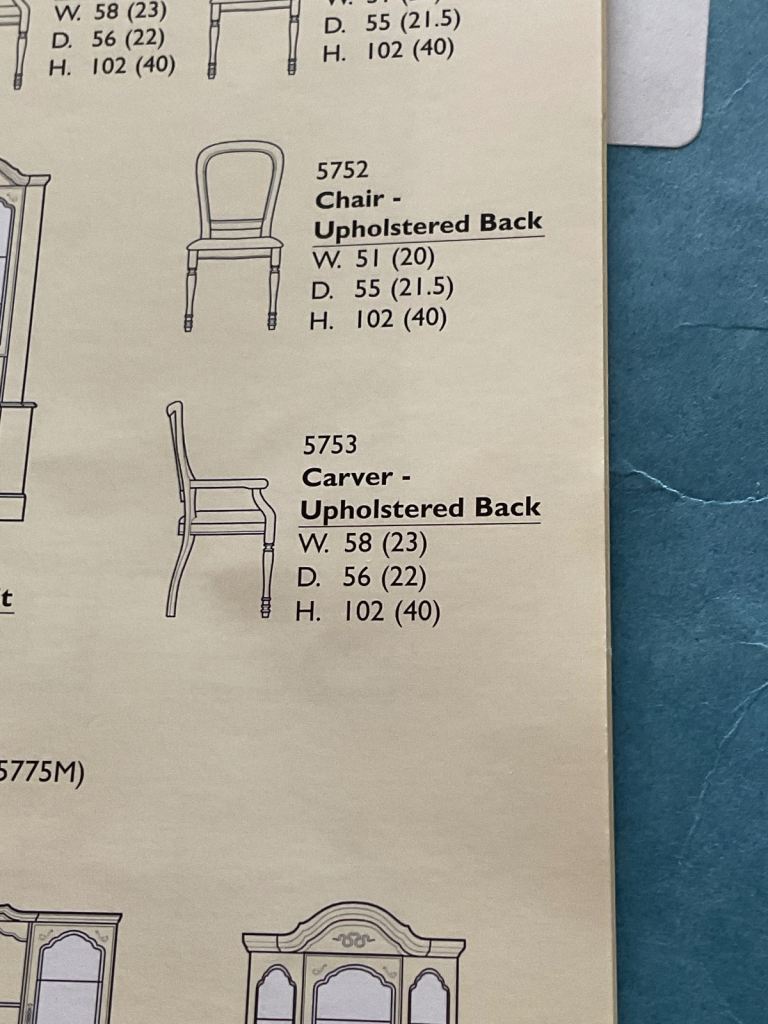 W. 58 (23)
D. 56 (22)
H. 102 (40)
D. 55 (21.5)
H. 102 (40)
5752
Chair -
Upholstered Back
W. 51 (20)
D. 55 (21.5)
H. 102 (40)
5753
Carver -
Upholstered Back
W. 58 (23)
D. 56 (22)
H. 102 (40)
t
5775M)